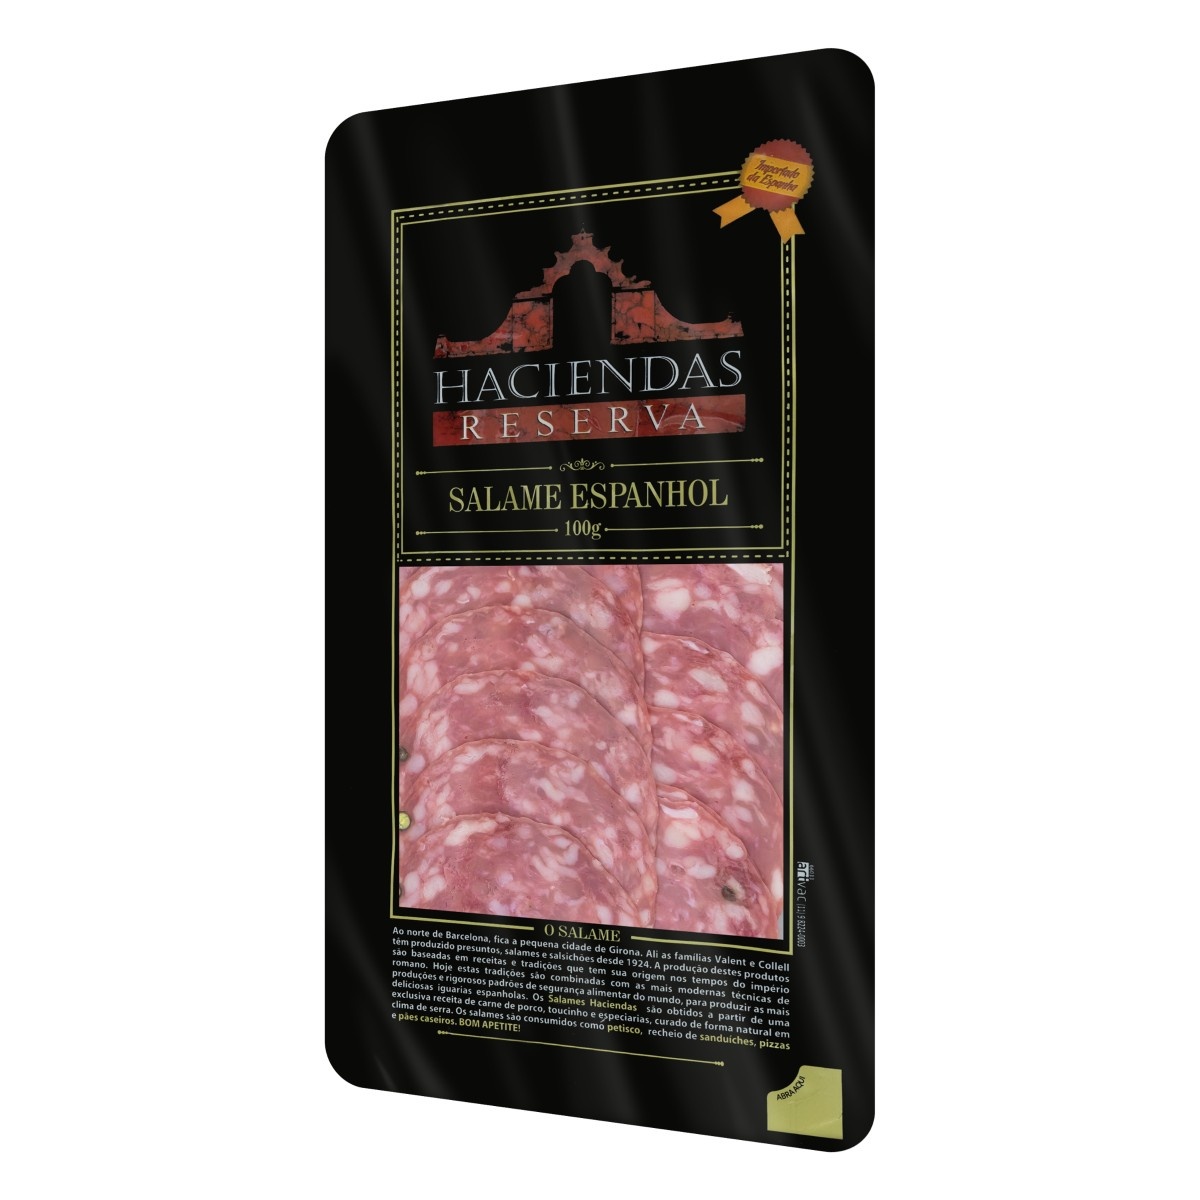 Importado
da Espanha
HACIENDAS
RESERVA
SALAME ESPANHOL
100g
O SALAME
Ao norte de Barcelona, fica a pequena cidade de Girona. Ali as famílias Valent e Collell
têm produzido presuntos, salames e salsichões desde 1924. A produção destes produtos
são baseadas em receitas e tradições que tem sua origem nos tempos do império
romano. Hoje estas tradições são combinadas com as mais modernas técnicas de
produções e rigorosos padrões de segurança alimentar do mundo, para produzir as mais
deliciosas iguarias espanholas. Os Salames Haciendas são obtidos a partir de uma
exclusiva receita de carne de porco, toucinho e especiarias, curado de forma natural em
clima de serra. Os salames são consumidos como petisco, recheio de sanduíches, pizzas
e pães caseiros. BOM APETITE!
ABRA AQUI